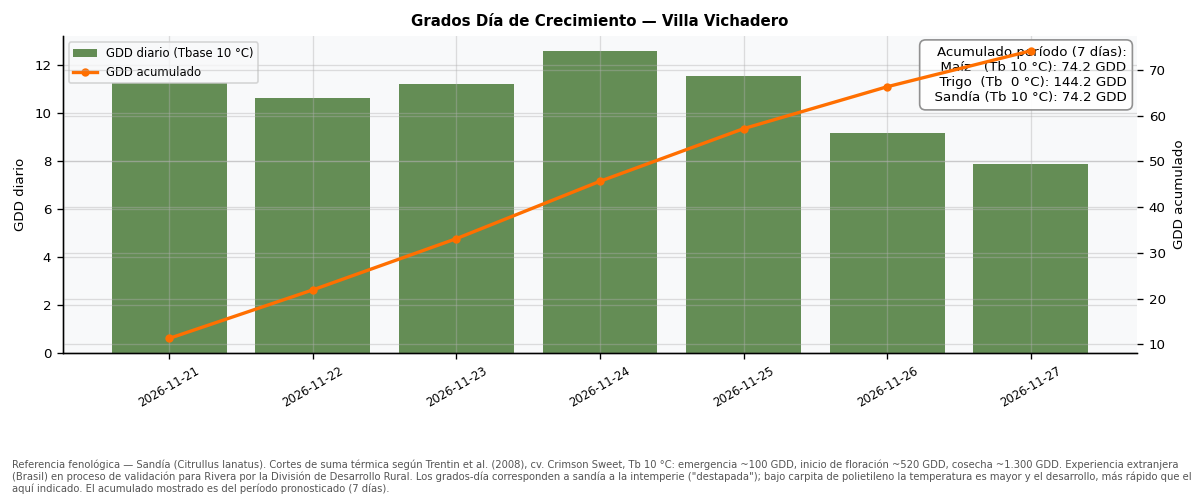 Grados Día de Crecimiento — Villa Vichadero
GDD diario (Tbase 10 °C)
GDD acumulado
Acumulado período (7 días):
Maíz (Tb 10 °C): 74.2 GDD
Trigo (Tb 0 °C): 144.2 GDD
Sandía (Tb 10 °C): 74.2 GDD
GDD diario
12
10
8
6
4
2
0
70
60
50
40
30
20
10
GDD acumulado
2026-11-21
2026-11-22
2026-11-23
2026-11-24
2026-11-25
2026-11-26
2026-11-27
Referencia fenológica — Sandía (Citrullus lanatus). Cortes de suma térmica según Trentin et al. (2008), cv. Crimson Sweet, Tb 10 °C: emergencia ~100 GDD, inicio de floración ~520 GDD, cosecha ~1.300 GDD. Experiencia extranjera
(Brasil) en proceso de validación para Rivera por la División de Desarrollo Rural. Los grados-día corresponden a sandía a la intemperie ("destapada"); bajo carpita de polietileno la temperatura es mayor y el desarrollo, más rápido que el
aquí indicado. El acumulado mostrado es del período pronosticado (7 días).